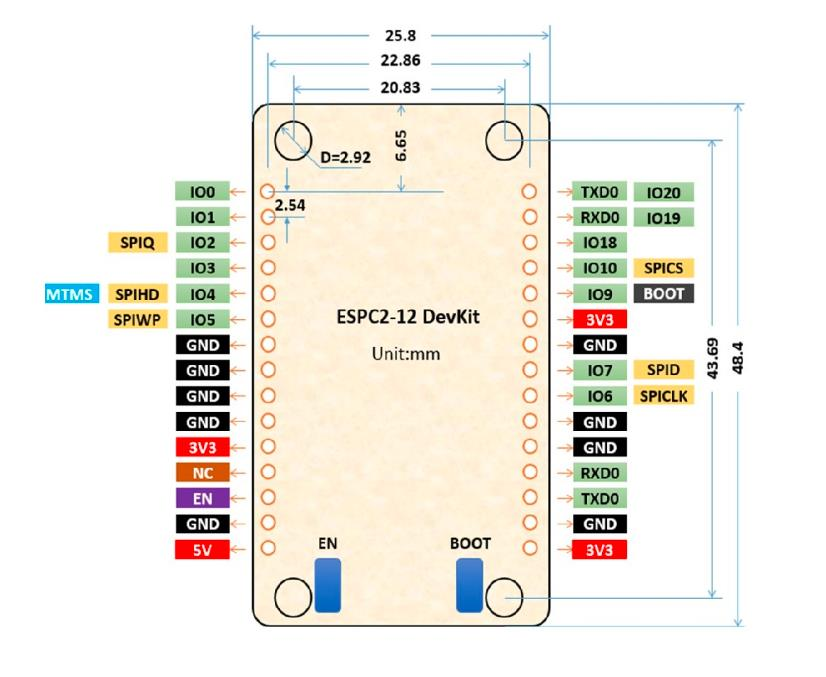 25.8
22.86
20.83
D=2.92
6.65
2.54
IO0 TXD0 IO20
IO1 RXD0 IO19
SPIQ IO2 IO18
IO3 IO10 SPICS
MTMS SPIHD IO4 IO9 BOOT
SPIWP IO5 3V3
ESPC2-12 DevKit
Unit:mm
GND GND
GND IO7 SPID
GND IO6 SPICLK
GND GND
3V3 GND
NC RXD0
EN TXD0
GND GND
5V 3V3
EN BOOT
43.69
48.4